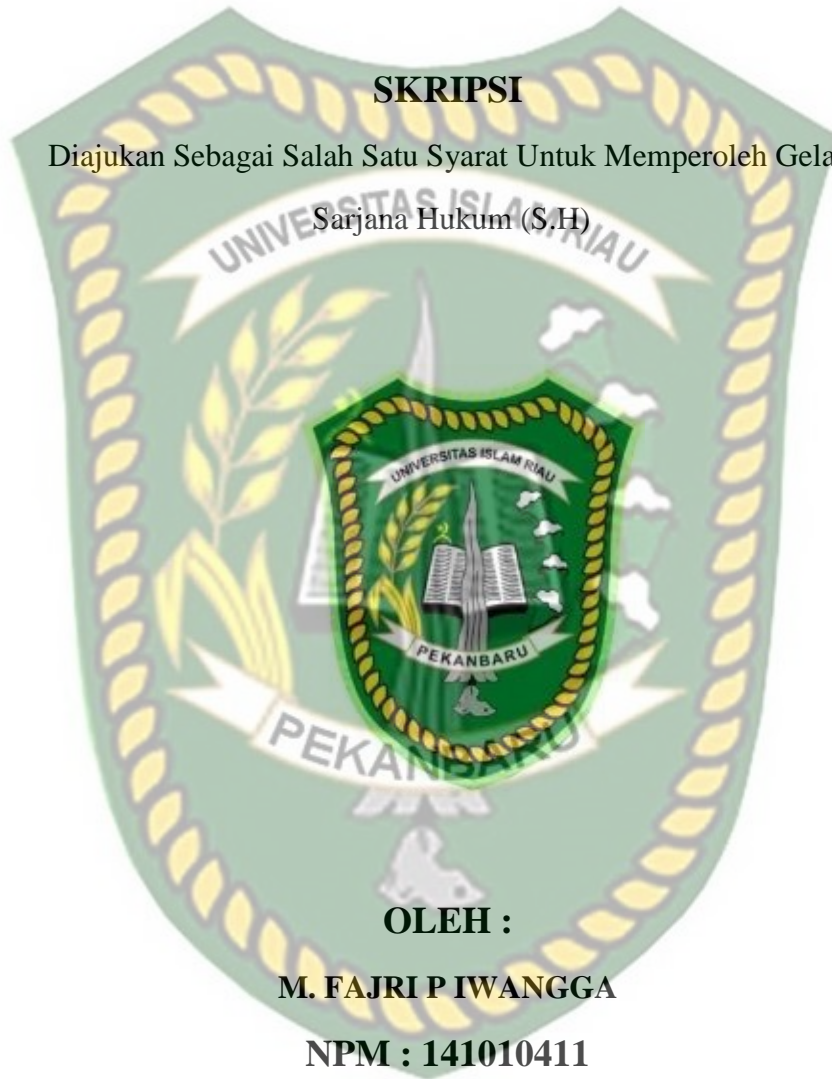 SKRIPSI
Diajukan Sebagai Salah Satu Syarat Untuk Memperoleh Gela
Sarjana Hukum (S.H)
UNIVERSITAS ISLAM RIAU
UNIVERSITAS ISLAM RIAU
PEKANBARU
PEKANBARU
OLEH :
M. FAJRI P IWANGGA
NPM : 141010411